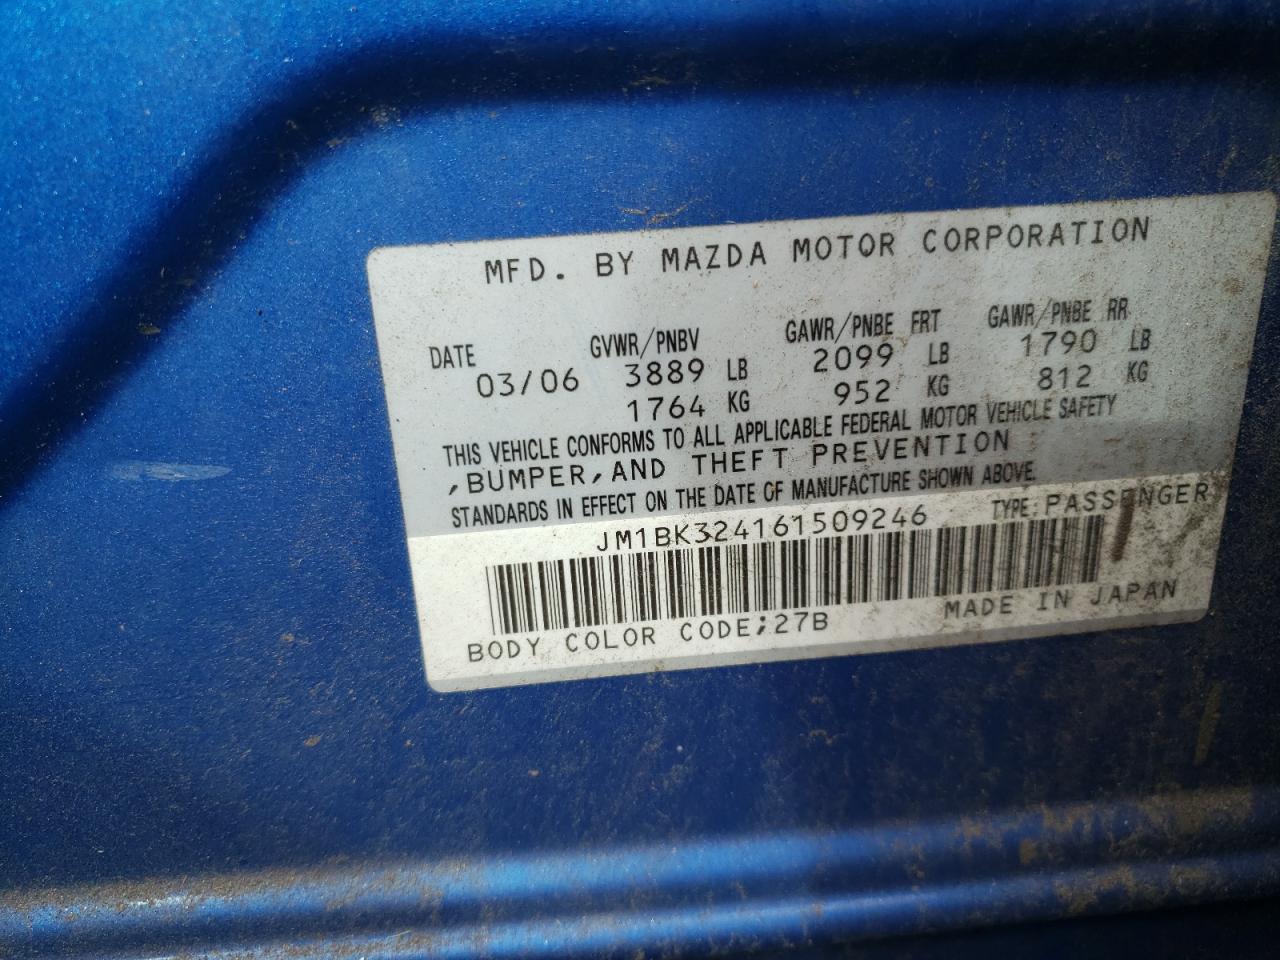 MFD. BY MAZDA MOTOR CORPORATION
DATE GVWR/PNBV GAWR/PNBE FRT GAWR/PNBE RR
03/06 3889 LB 2099 LB 1790 LB
1764 KG 952 KG 812 KG
THIS VEHICLE CONFORMS TO ALL APPLICABLE FEDERAL MOTOR VEHICLE SAFETY
,BUMPER,AND THEFT PREVENTION
STANDARDS IN EFFECT ON THE DATE OF MANUFACTURE SHOWN ABOVE.
JM1BK324161509246 TYPE: PASSENGER
BODY COLOR CODE;27B MADE IN JAPAN